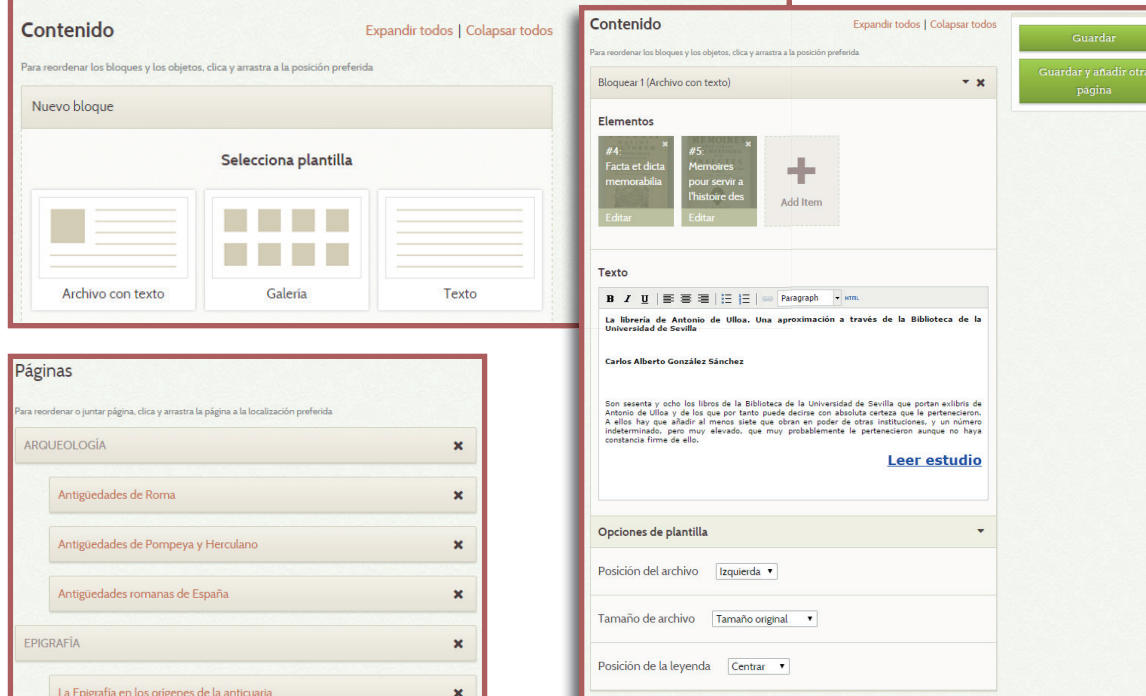 Contenido
Expandir todos | Colapsar todos
Para reordenar los bloques y los objetos, clica y arrastra a la posición preferida
Nuevo bloque
Selecciona plantilla
Archivo con texto
Galería
Texto
Páginas
Para reordenar o juntar página, clica y arrastra la página a la localización preferida
ARQUEOLOGÍA
Antigüedades de Roma
Antigüedades de Pompeya y Herculano
Antigüedades romanas de España
EPIGRAFÍA
La Epigrafía en los orígenes de la anticuaria
Contenido
Expandir todos | Colapsar todos
Para reordenar los bloques y los objetos, clica y arrastra a la posición preferida
Bloquear 1 (Archivo con texto)
Elementos
#4:
Facta et dicta
memorabilia
Editar
#5:
Memoires
pour servir a
l'histoire des
Editar
Add Item
Texto
B I U Paragraph HTML
La librería de Antonio de Ulloa. Una aproximación a través de la Biblioteca de la
Universidad de Sevilla
Carlos Alberto González Sánchez
Son sesenta y ocho los libros de la Biblioteca de la Universidad de Sevilla que portan exlibris de
Antonio de Ulloa y de los que por tanto puede decirse con absoluta certeza que le pertenecieron.
A ellos hay que añadir al menos siete que obran en poder de otras instituciones, y un número
indeterminado, pero muy elevado, que muy probablemente le pertenecieron aunque no haya
constancia firme de ello.
Leer estudio
Opciones de plantilla
Posición del archivo Izquierda
Tamaño de archivo Tamaño original
Posición de la leyenda Centrar
Guardar
Guardar y añadir otra
página